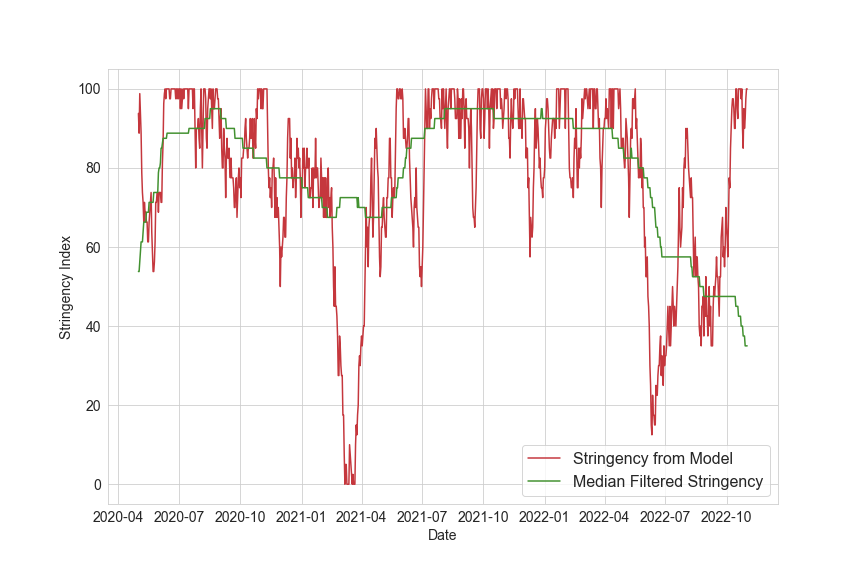 100
80
60
40
20
0
Stringency Index
Stringency from Model
Median Filtered Stringency
2020-04 2020-07 2020-10 2021-01 2021-04 2021-07 2021-10 2022-01 2022-04 2022-07 2022-10
Date